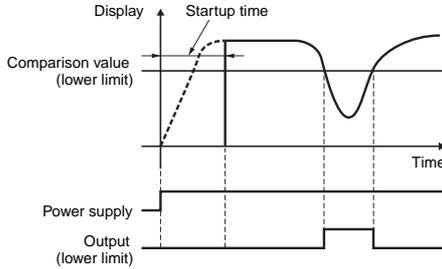 Display
Startup time
Comparison value
(lower limit)
Time
Power supply
Output
(lower limit)